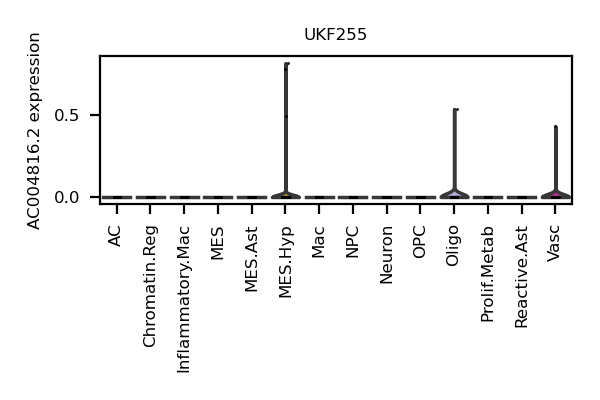 UKF255
AC004816.2 expression
0.5
0.0
AC
Chromatin.Reg
Inflammatory.Mac
MES
MES.Ast
MES.Hyp
Mac
NPC
Neuron
OPC
Oligo
Prolif.Metab
Reactive.Ast
Vasc